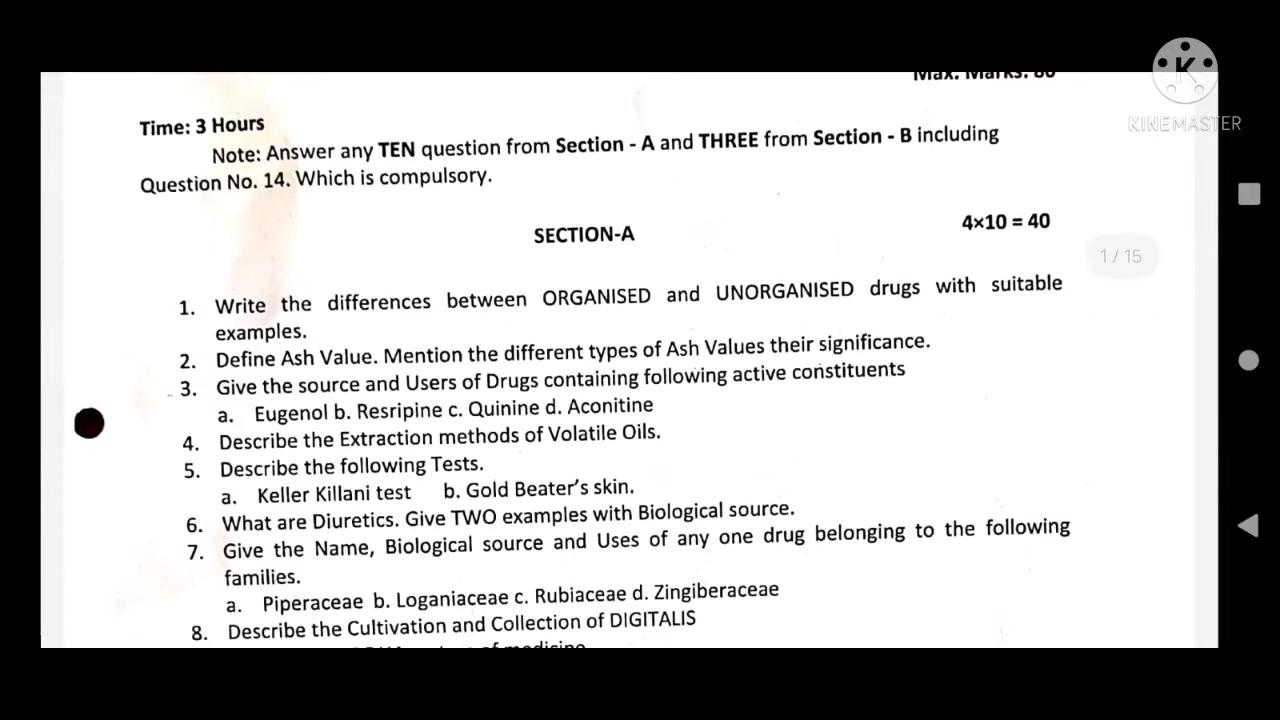 Max. Marks: 80
K
KINEMASTER
Time: 3 Hours
Note: Answer any TEN question from Section - A and THREE from Section - B including
Question No. 14. Which is compulsory.
SECTION-A
4×10 = 40
1 / 15
1. Write the differences between ORGANISED and UNORGANISED drugs with suitable
examples.
2. Define Ash Value. Mention the different types of Ash Values their significance.
3. Give the source and Users of Drugs containing following active constituents
a. Eugenol b. Resripine c. Quinine d. Aconitine
4. Describe the Extraction methods of Volatile Oils.
5. Describe the following Tests.
a. Keller Killani test b. Gold Beater's skin.
6. What are Diuretics. Give TWO examples with Biological source.
7. Give the Name, Biological source and Uses of any one drug belonging to the following
families.
a. Piperaceae b. Loganiaceae c. Rubiaceae d. Zingiberaceae
8. Describe the Cultivation and Collection of DIGITALIS
of medicine